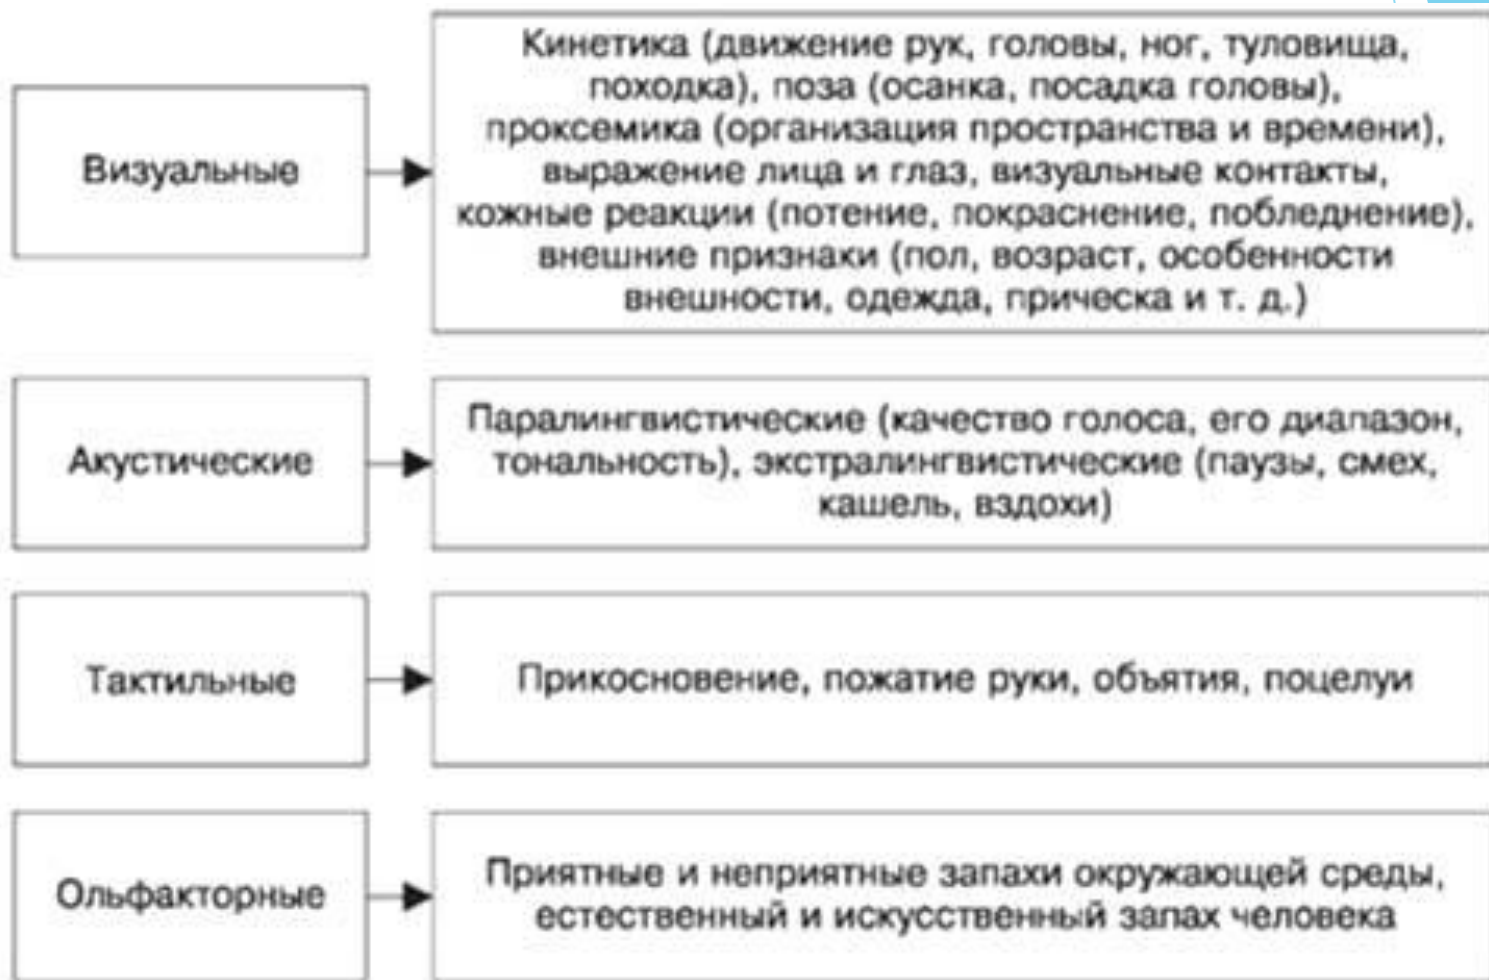 Визуальные
Кинетика (движение рук, головы, ног, туловища,
походка), поза (осанка, посадка головы),
проксемика (организация пространства и времени),
выражение лица и глаз, визуальные контакты,
кожные реакции (потение, покраснение, побледнение),
внешние признаки (пол, возраст, особенности
внешности, одежда, прическа и т. д.)
Акустические
Паралингвистические (качество голоса, его диапазон,
тональность), экстралингвистические (паузы, смех,
кашель, вздохи)
Тактильные
Прикосновение, пожатие руки, объятия, поцелуи
Ольфакторные
Приятные и неприятные запахи окружающей среды,
естественный и искусственный запах человека